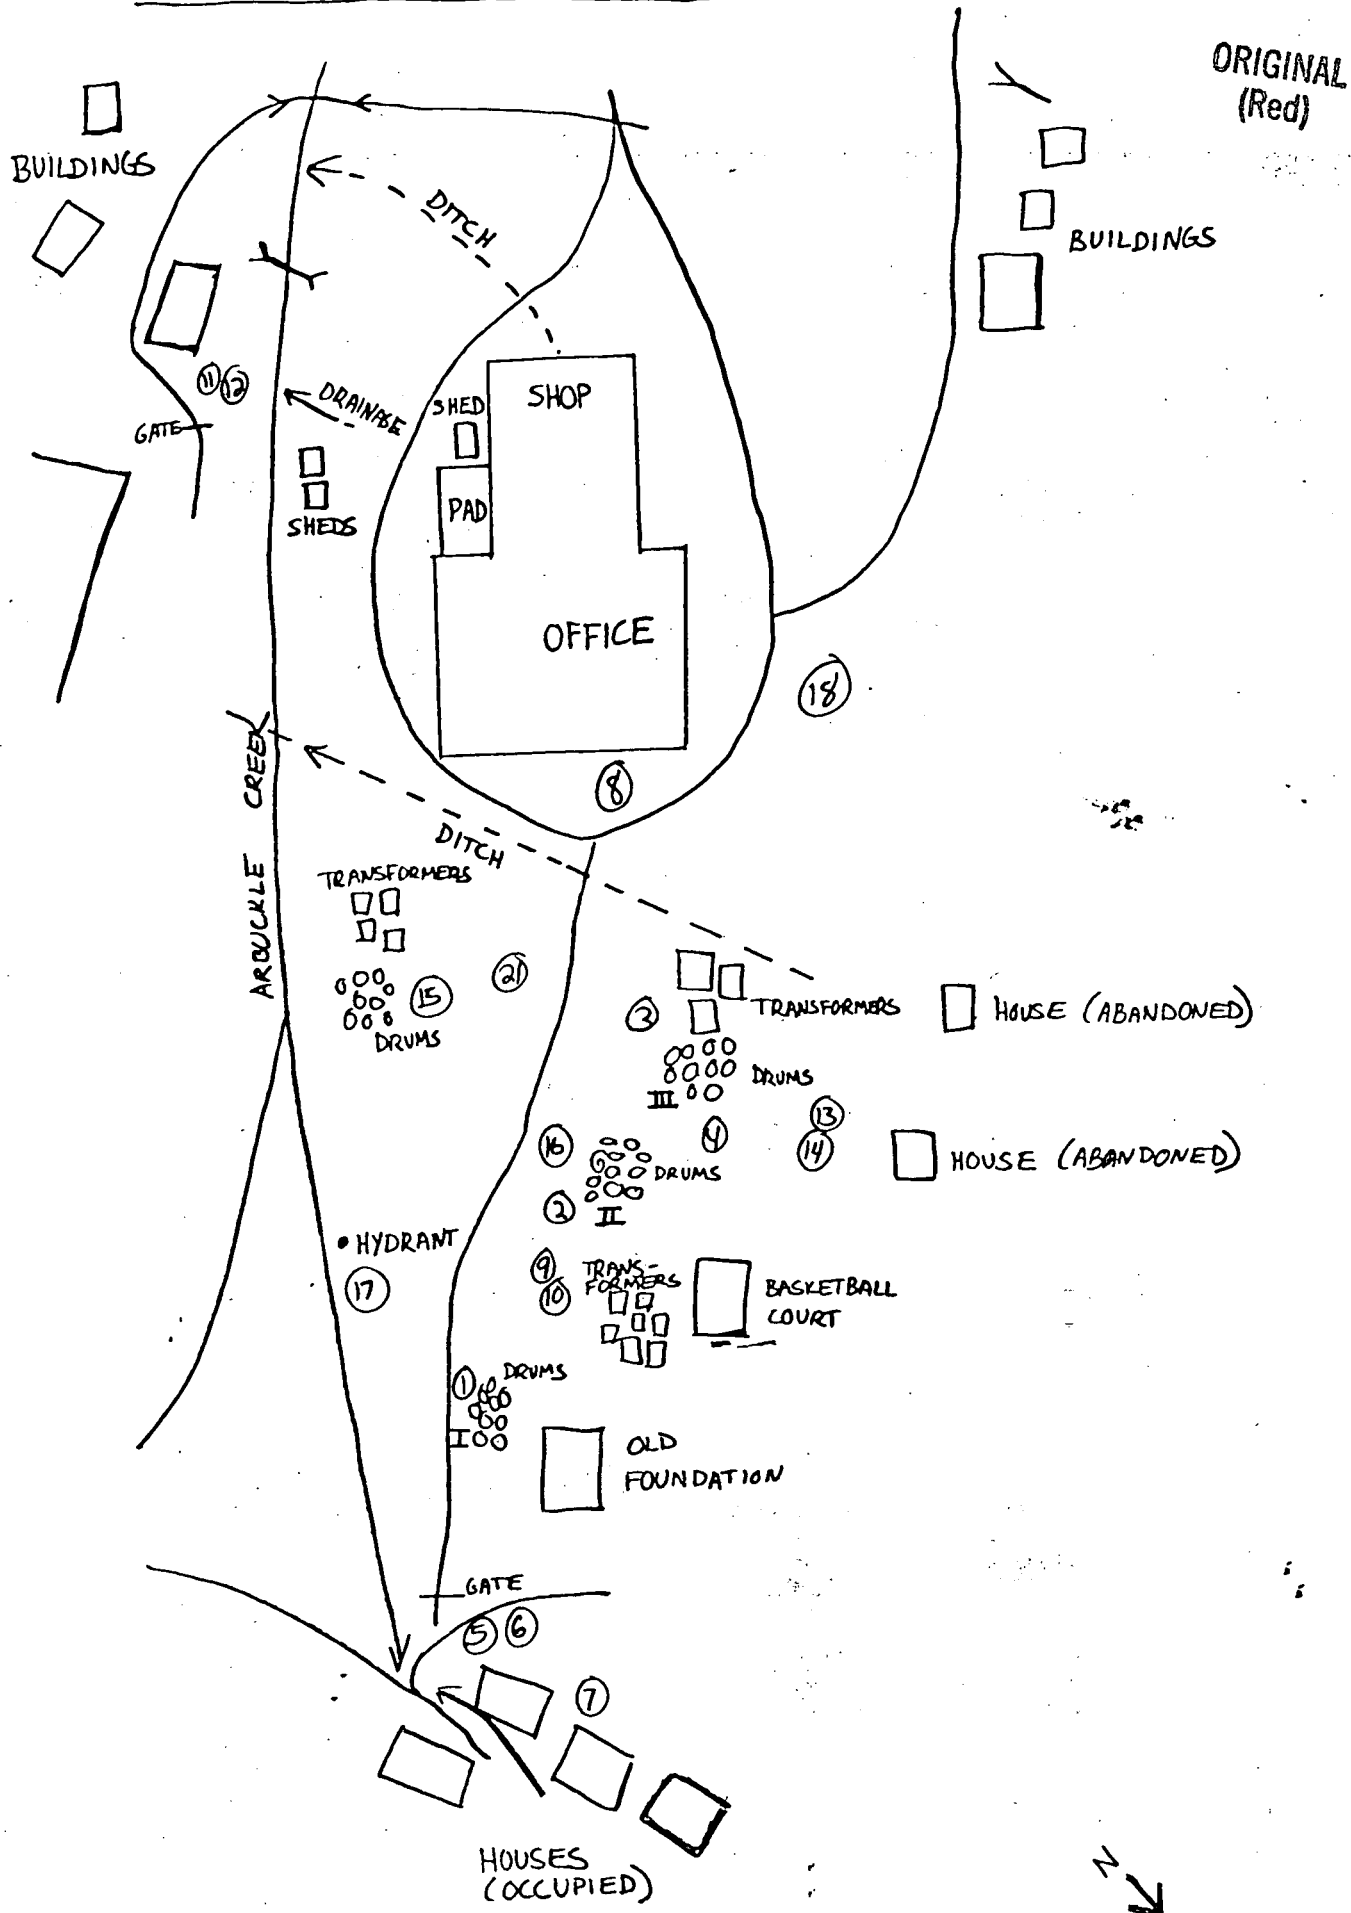 ORIGINAL
(Red)
BUILDINGS
DITCH
BUILDINGS
11
12
DRAINAGE
SHED
SHOP
GATE
PAD
SHEDS
OFFICE
18
ARBUCKLE CREEK
8
DITCH
TRANSFORMERS
15
21
DRUMS
3
TRANSFORMERS
HOUSE (ABANDONED)
DRUMS
III
13
4
14
HOUSE (ABANDONED)
16
DRUMS
2
II
HYDRANT
17
9
10
TRANS-
FORMERS
BASKETBALL
COURT
1
DRUMS
I
OLD
FOUNDATION
GATE
5
6
7
HOUSES
(OCCUPIED)
N